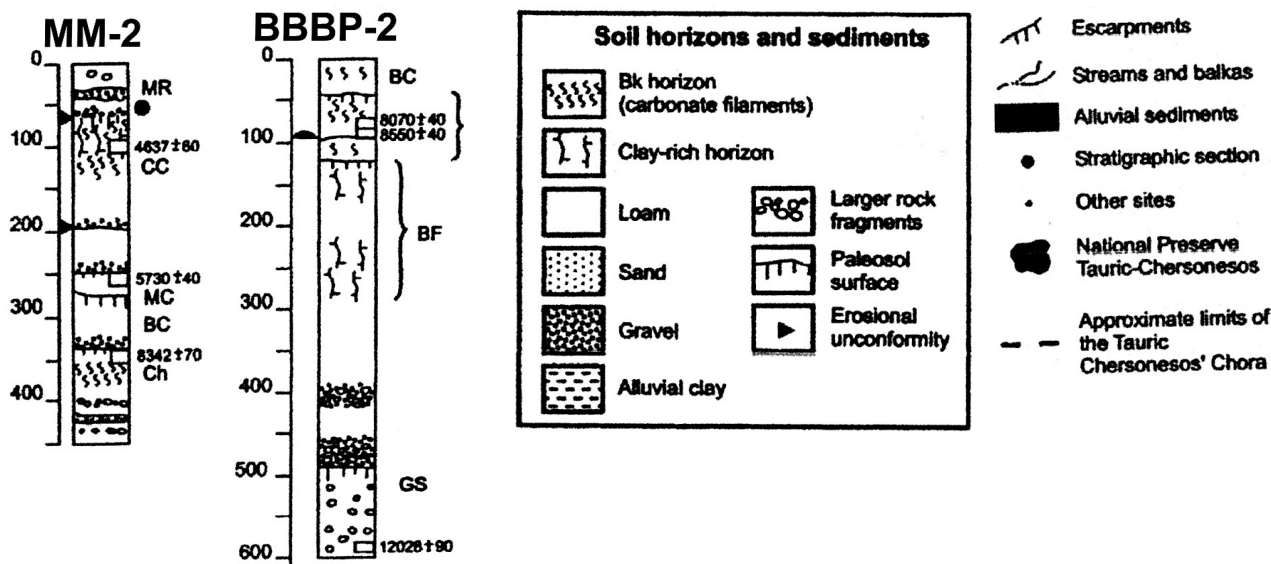 MM-2
0
MR
100
4637±60
CC
200
5730±40
MC
300
BC
8342±70
Ch
400
BBBP-2
0
BC
8070±40
8550±40
100
200
BF
300
400
500
GS
12026±90
600
Soil horizons and sediments
Bk horizon
(carbonate filaments)
Clay-rich horizon
Loam
Sand
Gravel
Alluvial clay
Larger rock
fragments
Paleosol
surface
Erosional
unconformity
Escarpments
Streams and balkas
Alluvial sediments
Stratigraphic section
Other sites
National Preserve
Tauric-Chersonesos
Approximate limits of
the Tauric
Chersonesos' Chora